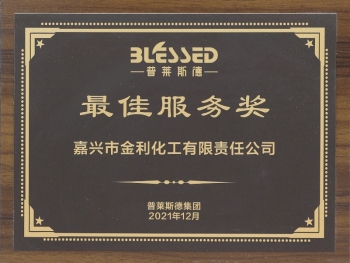 BLESSED
普莱斯德
最佳服务奖
嘉兴市金利化工有限责任公司
普莱斯德集团
2021年12月